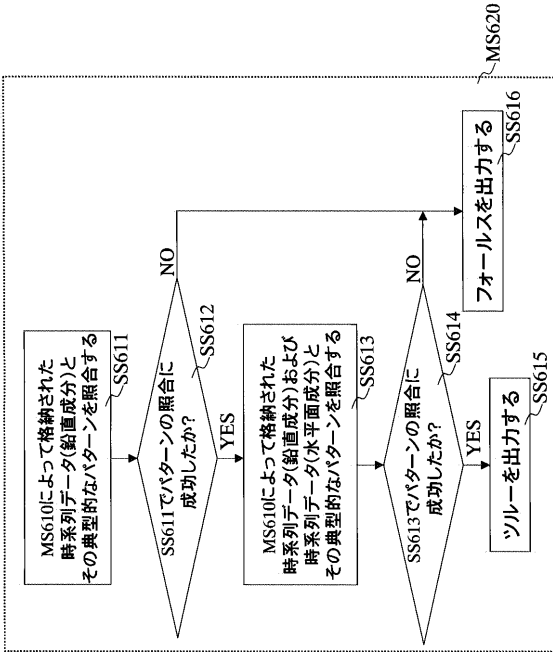 MS610によって格納された
時系列データ(鉛直成分)と
その典型的なパターンを照合する
SS611
SS611でパターンの照合に
成功したか?
SS612
NO
YES
MS610によって格納された
時系列データ(鉛直成分)および
時系列データ(水平面成分)と
その典型的なパターンを照合する
SS613
SS613でパターンの照合に
成功したか?
SS614
NO
YES
ツルーを出力する
SS615
フォールスを出力する
SS616
MS620